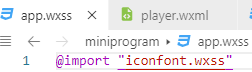 app.wxss
player.wxml
miniprogram > app.wxss
1 @import "iconfont.wxss"